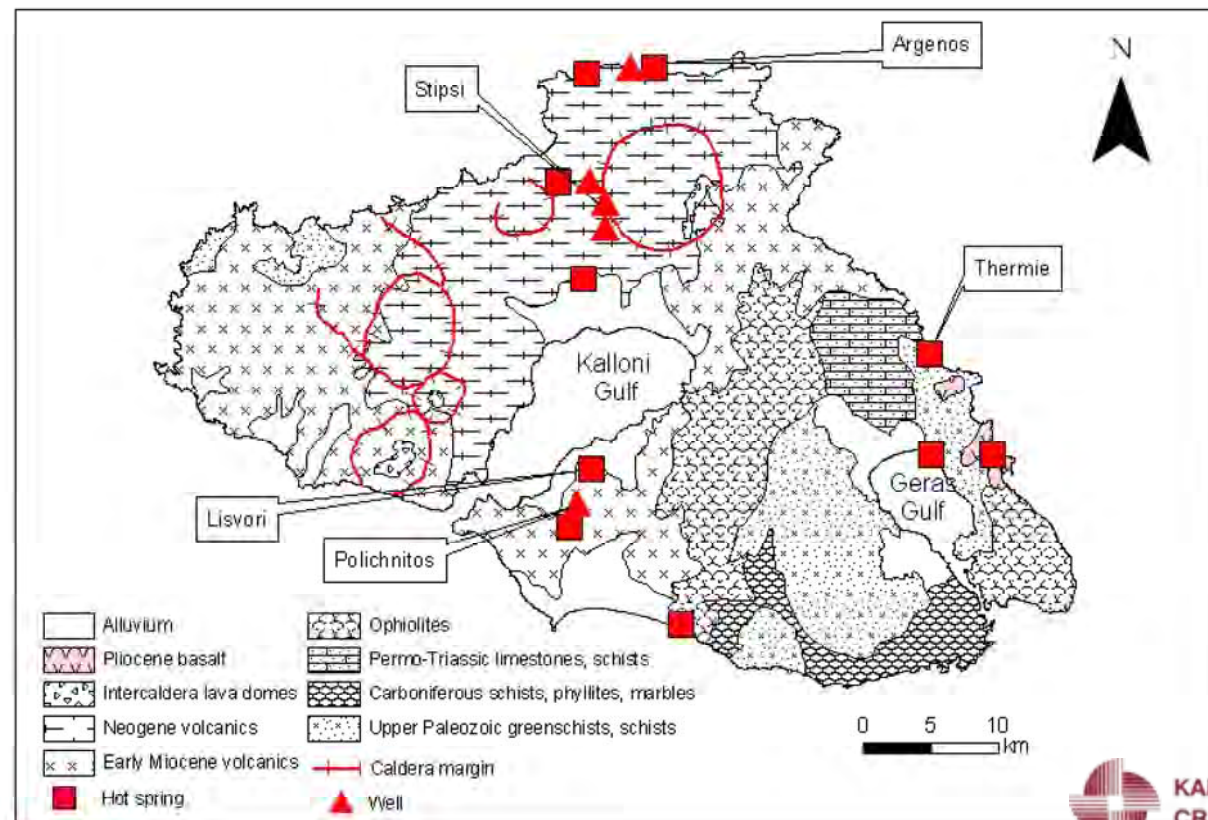 Argenos
N
Stipsi
Thermie
Kalloni
Gulf
Geras
Gulf
Lisvori
Polichnitos
Alluvium
Pliocene basalt
Intercaldera lava domes
Neogene volcanics
Early Miocene volcanics
Hot spring
Ophiolites
Permo-Triassic limestones, schists
Carboniferous schists, phyllites, marbles
Upper Paleozoic greenschists, schists
Caldera margin
Well
0 5 10
km
KA
CR